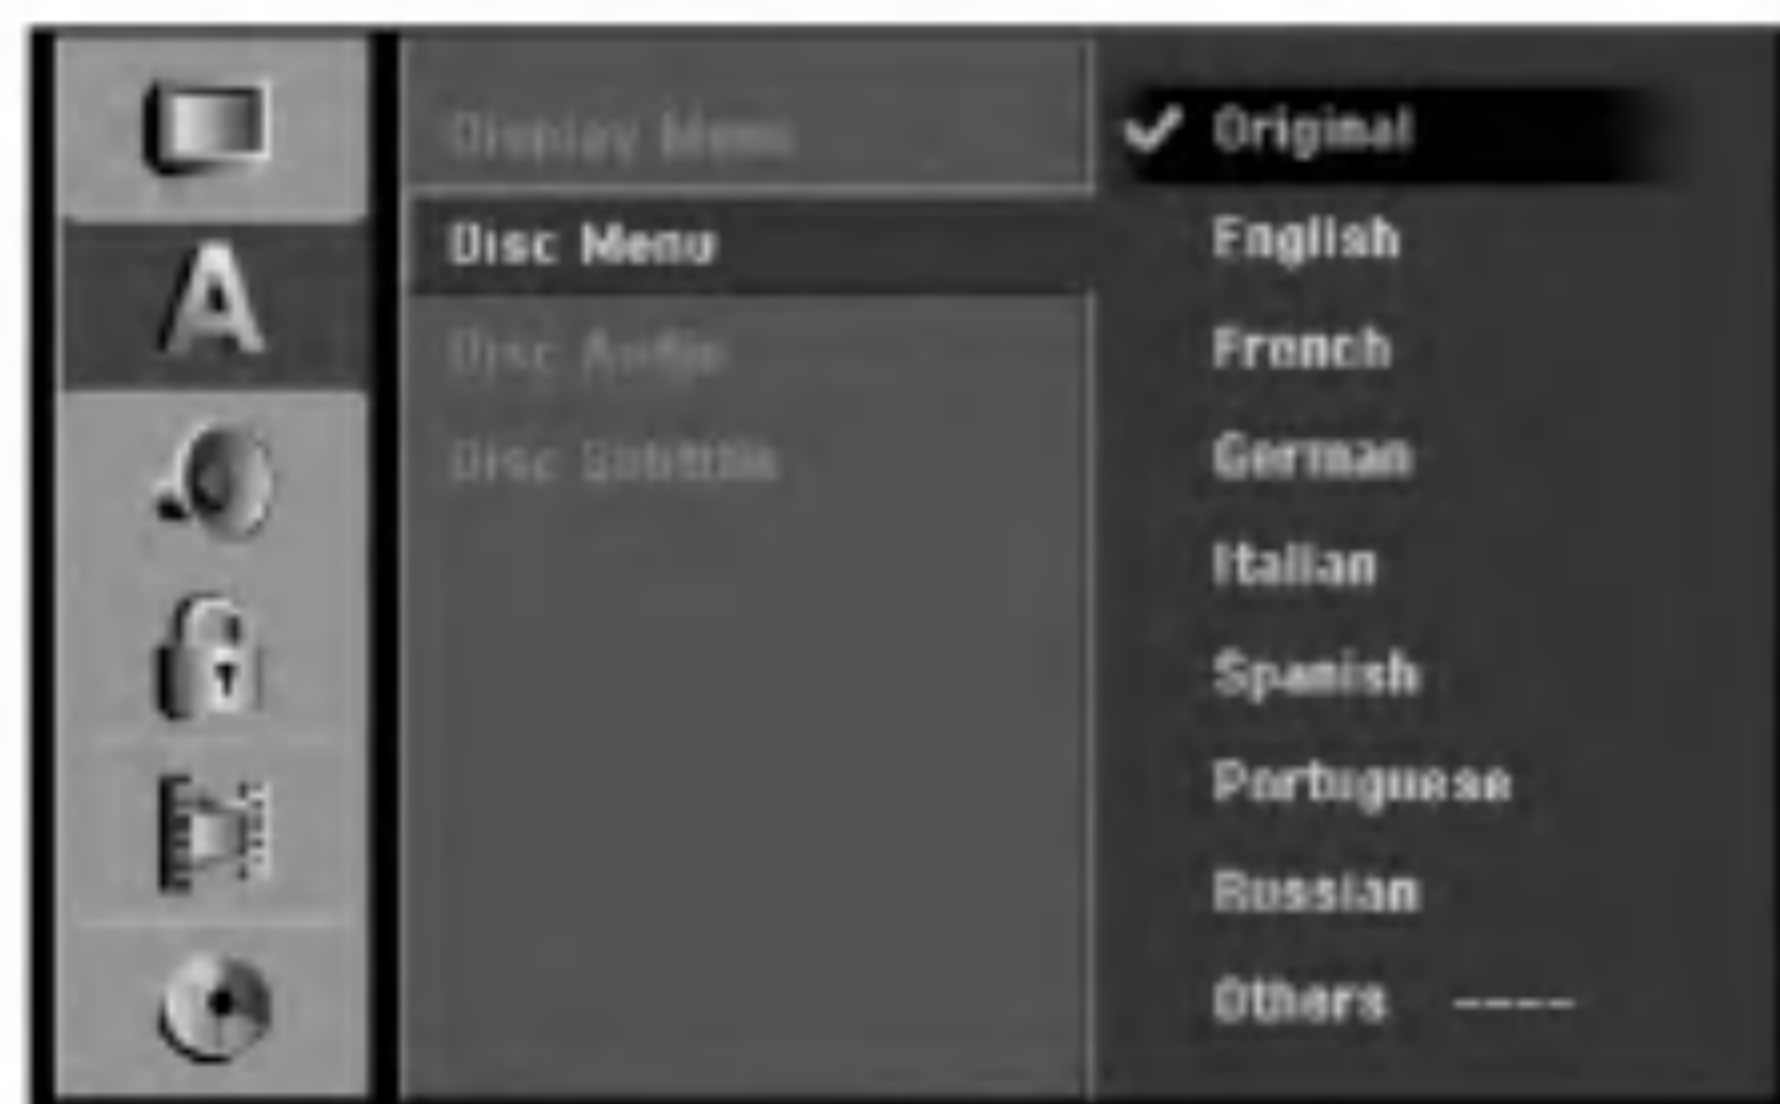 A
Display Menu
Disc Menu
Disc Audio
Disc Subtitle
✓ Original
English
French
German
Italian
Spanish
Portuguese
Russian
Others ----